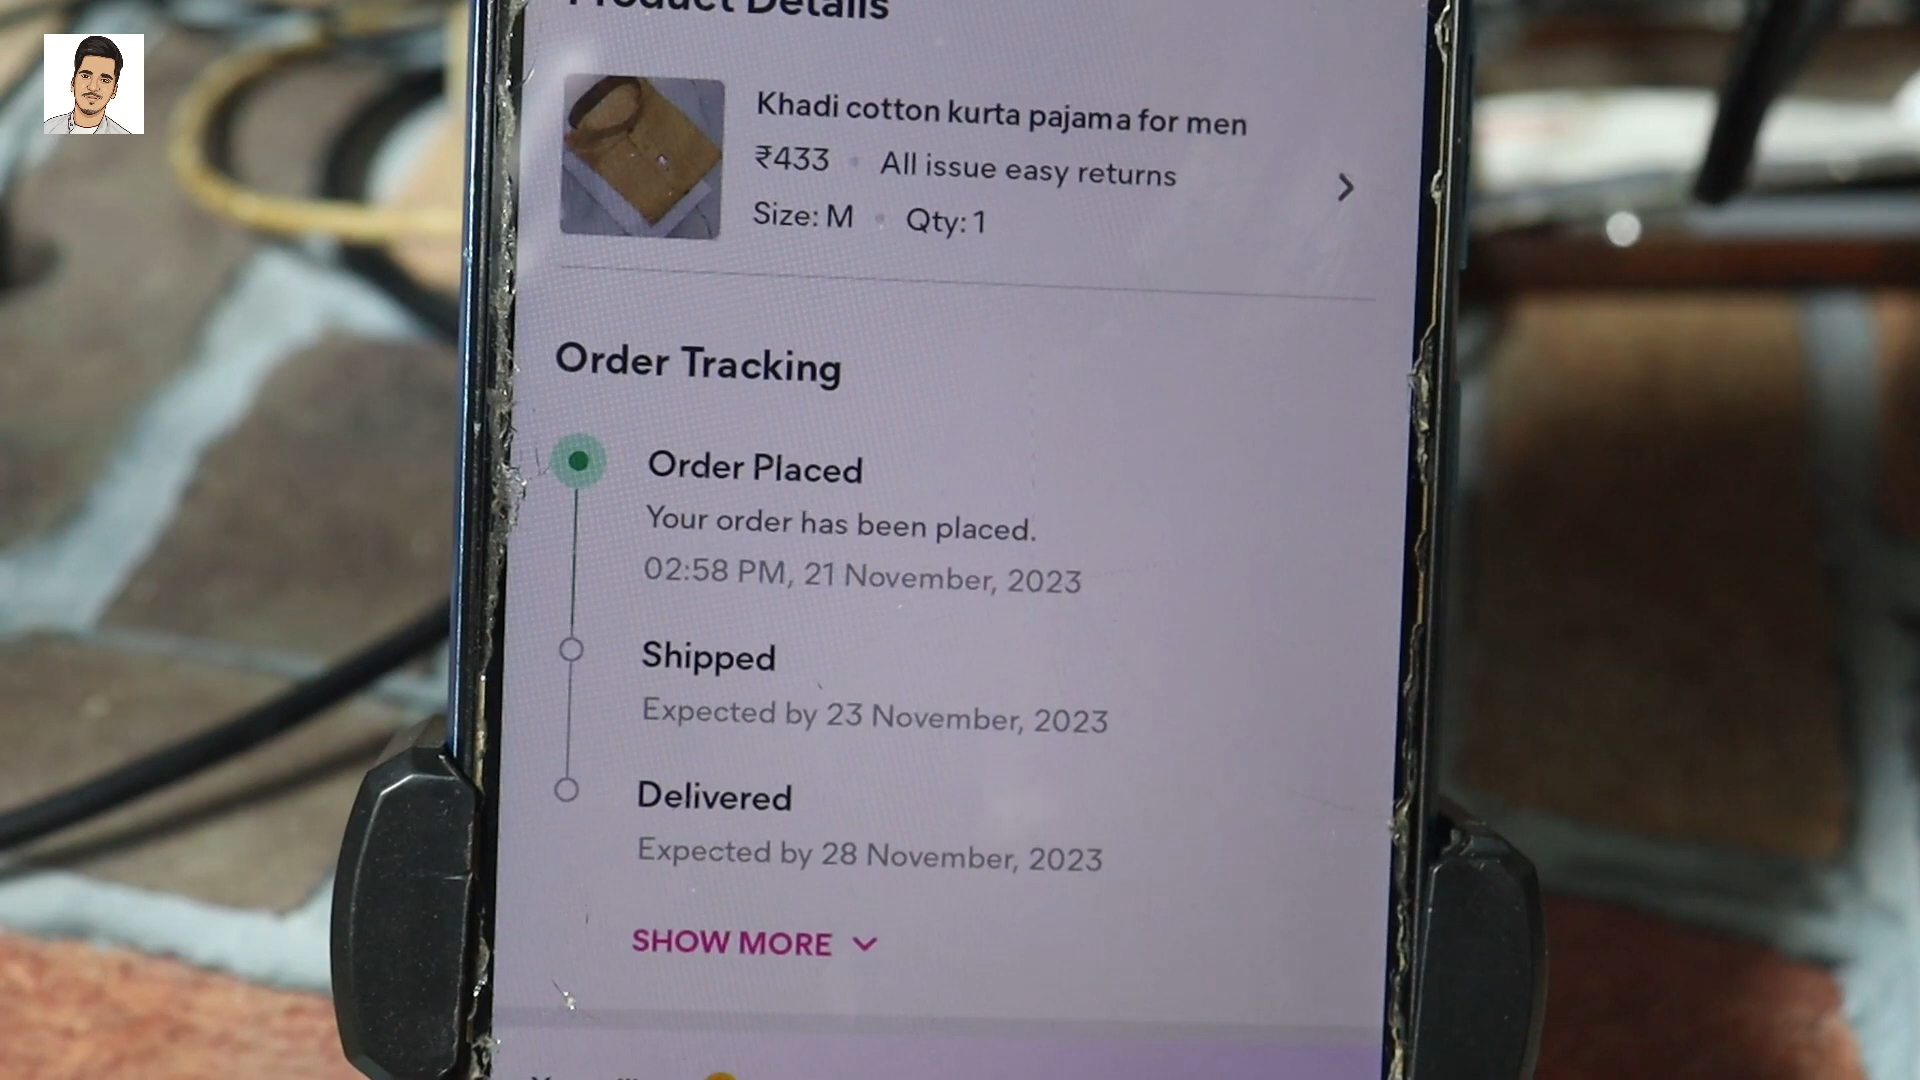 Product Details
Khadi cotton kurta pajama for men
₹433 • All issue easy returns
Size: M • Qty: 1
Order Tracking
Order Placed
Your order has been placed.
02:58 PM, 21 November, 2023
Shipped
Expected by 23 November, 2023
Delivered
Expected by 28 November, 2023
SHOW MORE